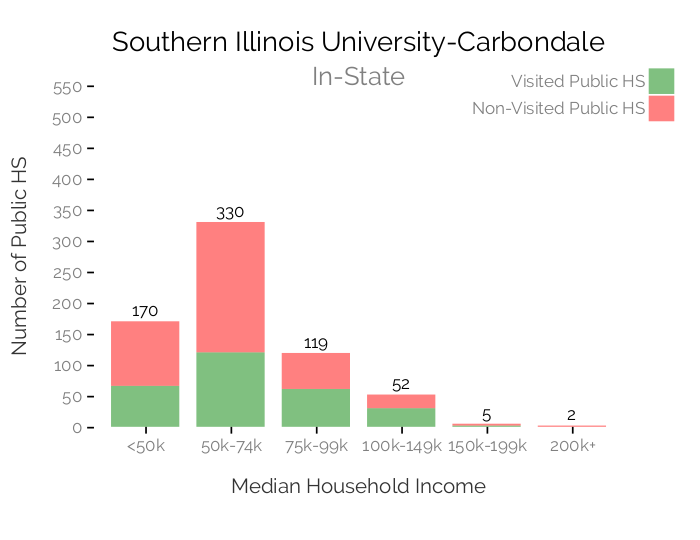 Southern Illinois University-Carbondale
In-State
Visited Public HS
Non-Visited Public HS
Number of Public HS
550
500
450
400
350
300
250
200
150
100
50
0
170
330
119
52
5
2
<50k
50k-74k
75k-99k
100k-149k
150k-199k
200k+
Median Household Income